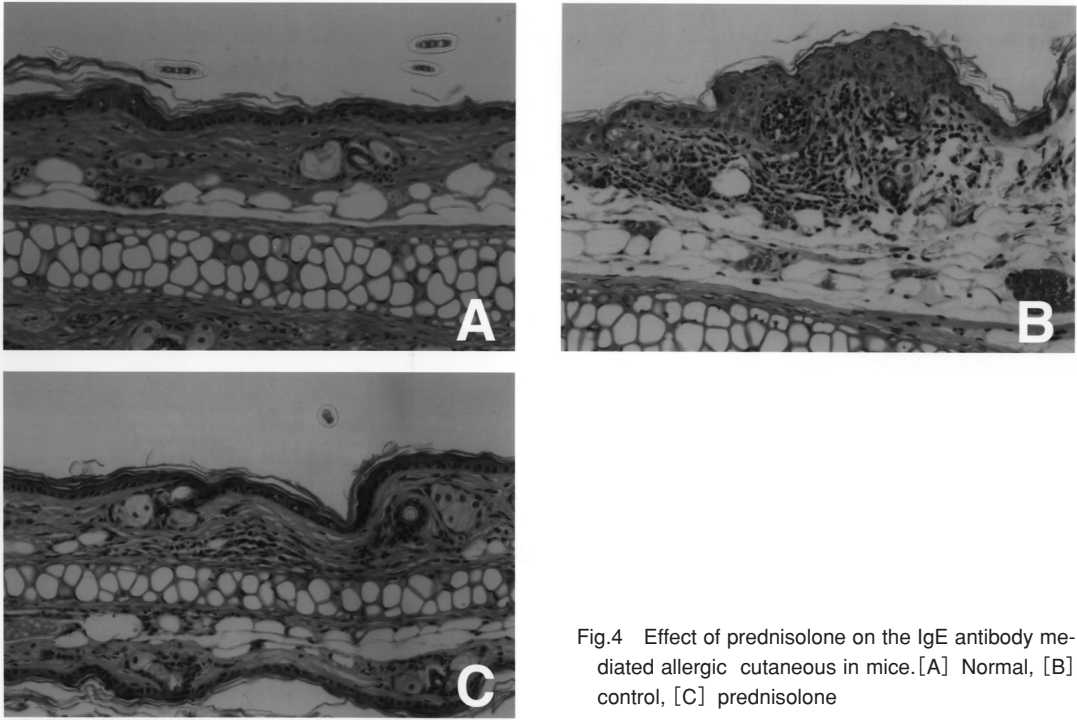 A
B
C
Fig.4 Effect of prednisolone on the IgE antibody me-
diated allergic cutaneous in mice.[A] Normal, [B]
control, [C] prednisolone